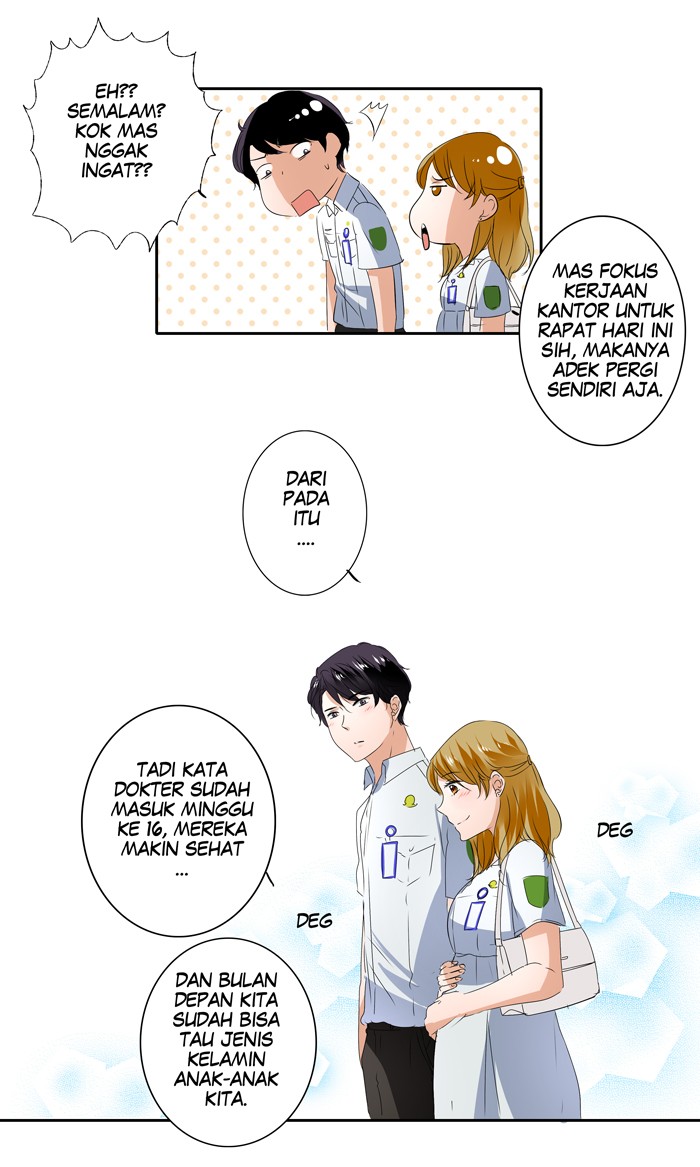 EH??
SEMALAM?
KOK MAS
NGGAK
INGAT??
MAS FOKUS
KERJAAN
KANTOR UNTUK
RAPAT HARI INI
SIH, MAKANYA
ADEK PERGI
SENDIRI AJA.
DARI
PADA
ITU
....
TADI KATA
DOKTER SUDAH
MASUK MINGGU
KE 16, MEREKA
MAKIN SEHAT
...
DEG
DEG
DAN BULAN
DEPAN KITA
SUDAH BISA
TAU JENIS
KELAMIN
ANAK-ANAK
KITA.